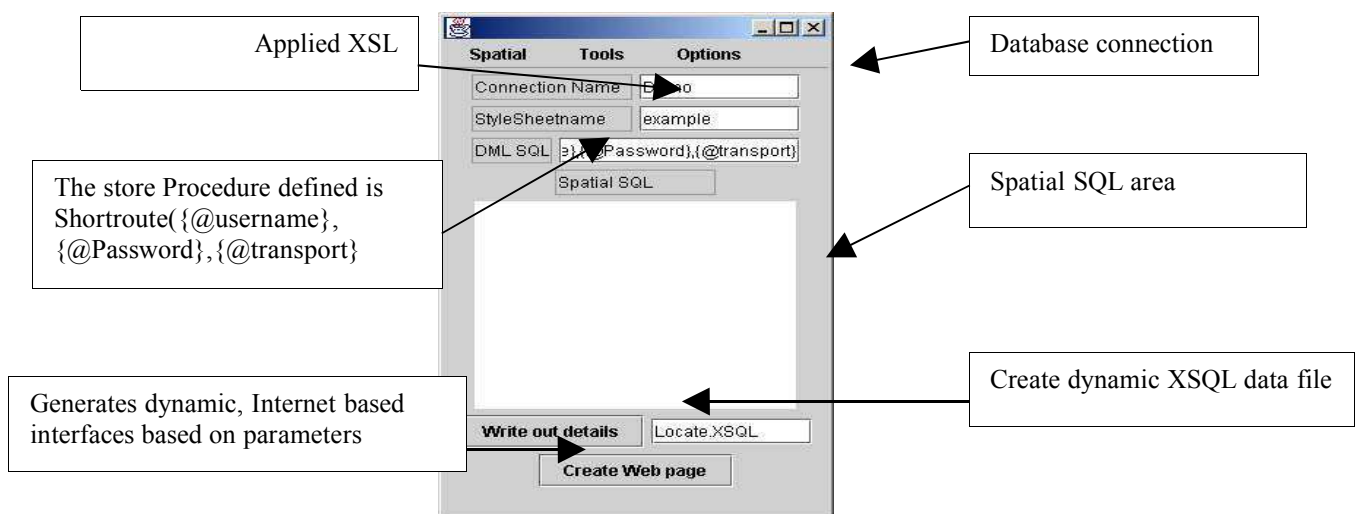 Applied XSL
Database connection
Spatial Tools Options
Connection Name
StyleSheetname example
DML SQL sword},{@transport}
Spatial SQL
The store Procedure defined is
Shortroute({@username},
{@Password},{@transport}
Spatial SQL area
Create dynamic XSQL data file
Generates dynamic, Internet based
interfaces based on parameters
Write out details Locate.XSQL
Create Web page